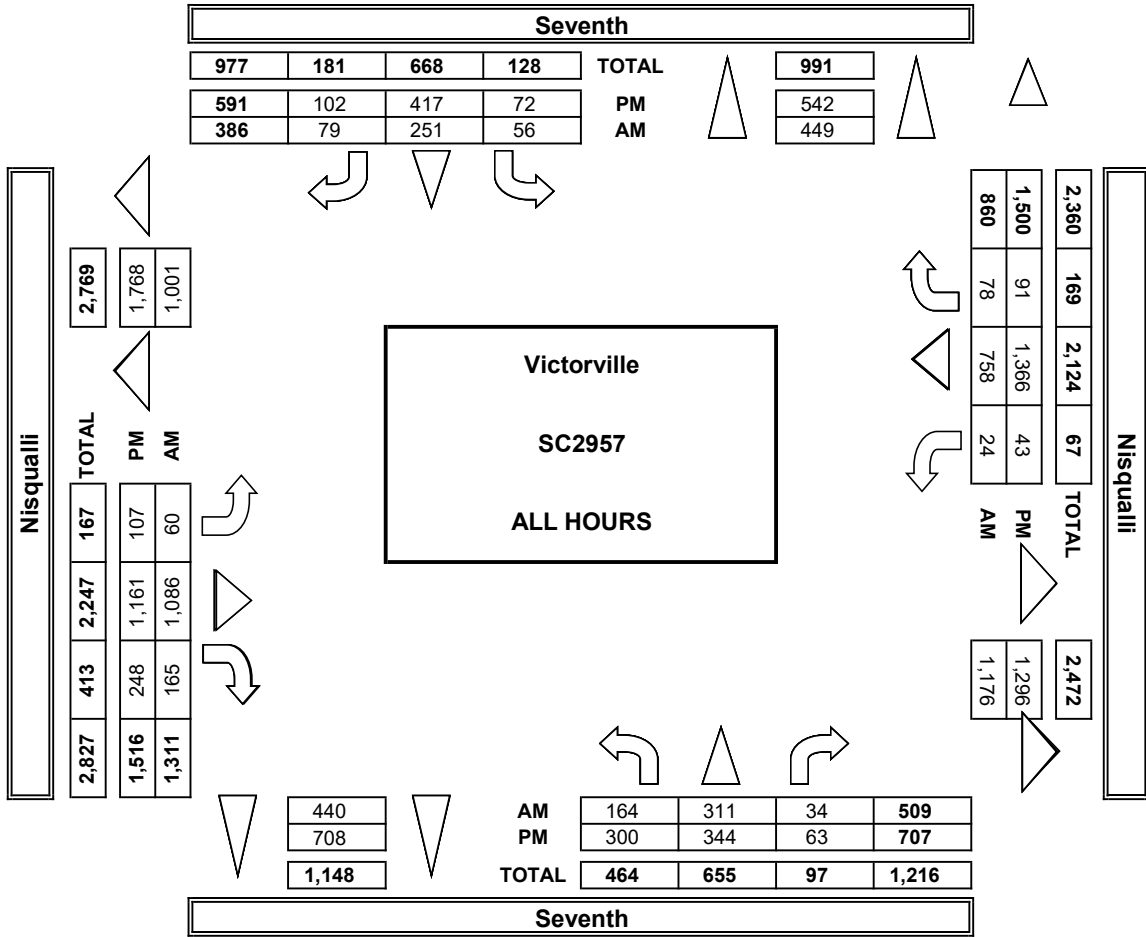 Seventh
977 181 668 128 TOTAL 991
591 102 417 72 PM 542
386 79 251 56 AM 449
Nisqualli
2,769
1,768
1,001
TOTAL 167 2,247 413 2,827
PM 107 1,161 248 1,516
AM 60 1,086 165 1,311
Victorville
SC2957
ALL HOURS
2,360 169 2,124 67 TOTAL 2,472
1,500 91 1,366 43 PM 1,296
860 78 758 24 AM 1,176
Nisqualli
440 AM 164 311 34 509
708 PM 300 344 63 707
1,148 TOTAL 464 655 97 1,216
Seventh